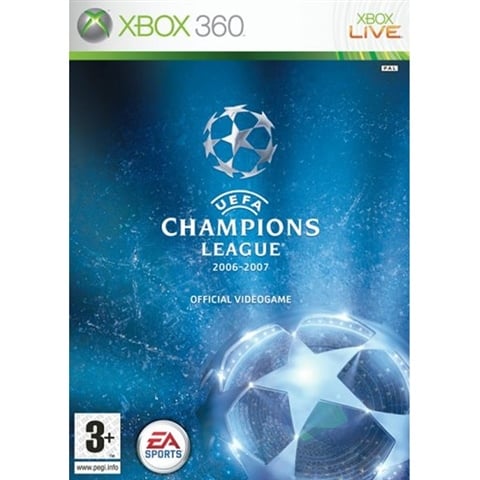 XBOX 360
XBOX
LIVE
PAL
UEFA
CHAMPIONS
LEAGUE®
2006-2007
OFFICIAL VIDEOGAME
3+
www.pegi.info
EA
SPORTS